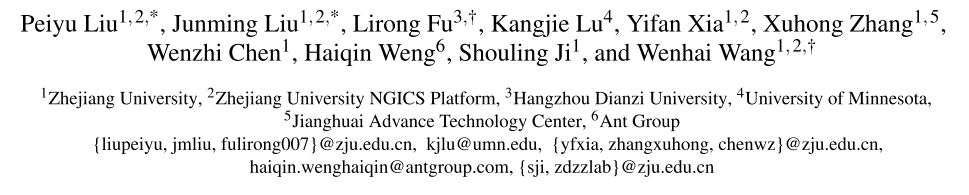 Peiyu Liu1,2,*, Junming Liu1,2,*, Lirong Fu3,†, Kangjie Lu4, Yifan Xia1,2, Xuhong Zhang1,5,
Wenzhi Chen1, Haiqin Weng6, Shouling Ji1, and Wenhai Wang1,2,†
1Zhejiang University, 2Zhejiang University NGICS Platform, 3Hangzhou Dianzi University, 4University of Minnesota,
5Jianghuai Advance Technology Center, 6Ant Group
{liupeiyu, jmliu, fulirong007}@zju.edu.cn, kjlu@umn.edu, {yfxia, zhangxuhong, chenwz}@zju.edu.cn,
haiqin.wenghaiqin@antgroup.com, {sji, zdzzlab}@zju.edu.cn